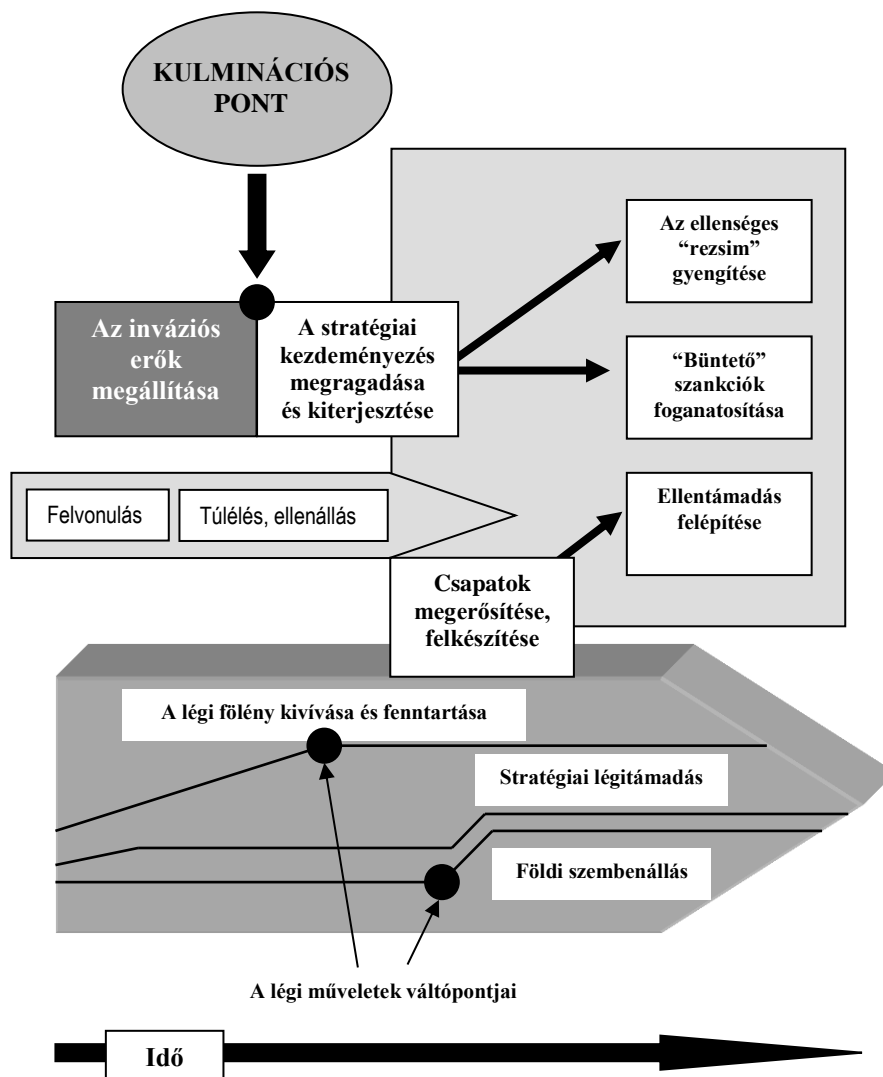 KULMINÁCIÓS
PONT
Az ellenséges
“rezsim”
gyengítése
Az inváziós
erők
megállítása
A stratégiai
kezdeményezés
megragadása
és kiterjesztése
“Büntető”
szankciók
foganatosítása
Felvonulás
Túlélés, ellenállás
Ellentámadás
felépítése
Csapatok
megerősítése,
felkészítése
A légi fölény kivívása és fenntartása
Stratégiai légitámadás
Földi szembenállás
A légi műveletek váltópontjai
Idő